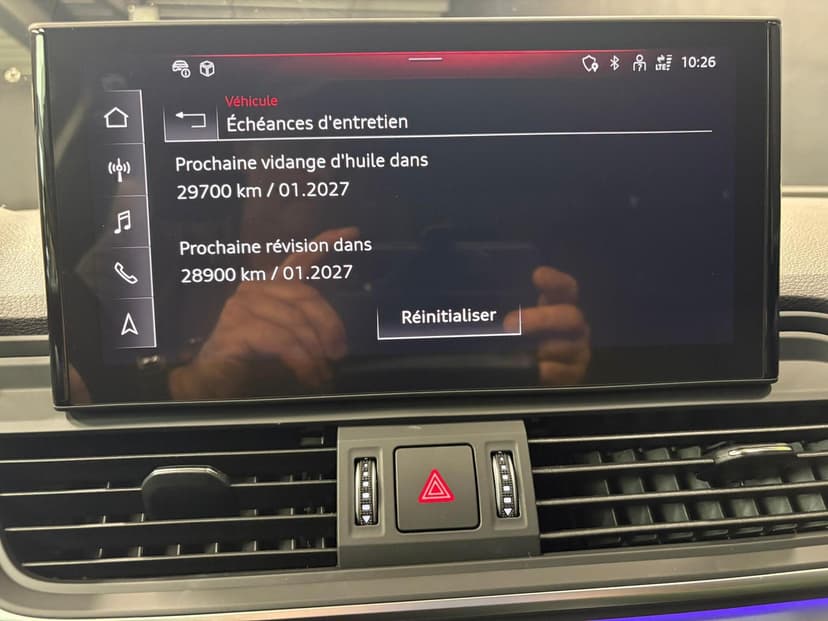 LTE
10:26
Véhicule
Échéances d'entretien
Prochaine vidange d'huile dans
29700 km / 01.2027
Prochaine révision dans
28900 km / 01.2027
Réinitialiser